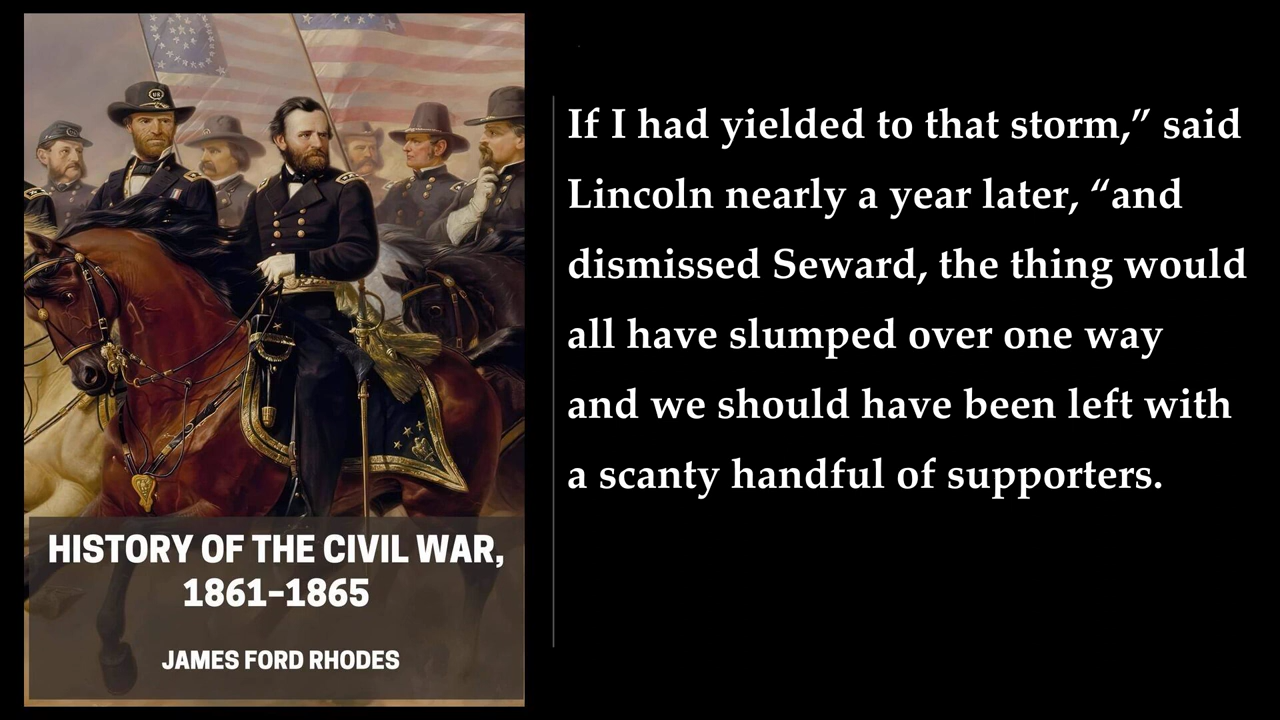 If I had yielded to that storm,” said
Lincoln nearly a year later, “and
dismissed Seward, the thing would
all have slumped over one way
and we should have been left with
a scanty handful of supporters.
HISTORY OF THE CIVIL WAR,
1861–1865
JAMES FORD RHODES